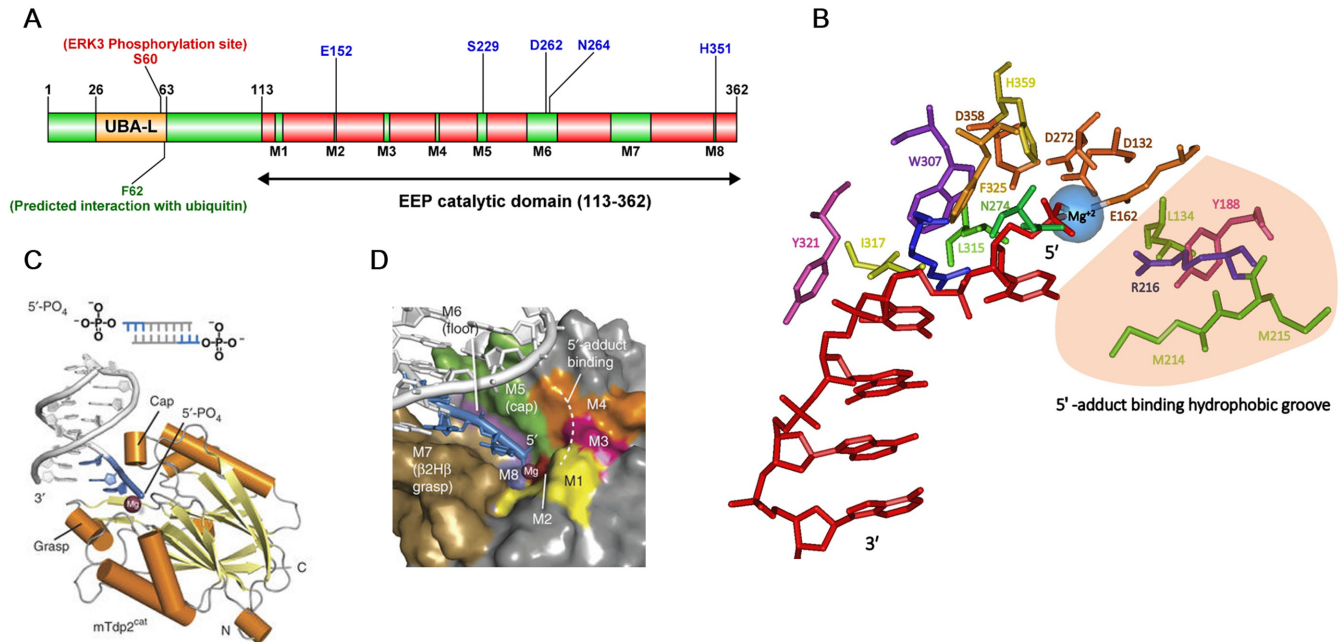 A
(ERK3 Phosphorylation site)
S60
E152
S229
D262
N264
H351
1
26
63
113
362
UBA-L
M1
M2
M3
M4
M5
M6
M7
M8
F62
(Predicted interaction with ubiquitin)
EEP catalytic domain (113-362)
B
H359
D358
D272
D132
W307
F325
N274
Mg+2
E162
Y188
L134
Y321
I317
L315
5′
R216
M215
M214
5' -adduct binding hydrophobic groove
3′
C
5′-PO4
−O
P
O
O−
O−
O−
O
P
O−
O
Cap
5′-PO4
3′
Mg
Grasp
C
N
mTdp2cat
D
M6
(floor)
5′-adduct
binding
M5
(cap)
M4
5′
M3
M7
(β2Hβ
grasp)
M8
Mg
M1
M2